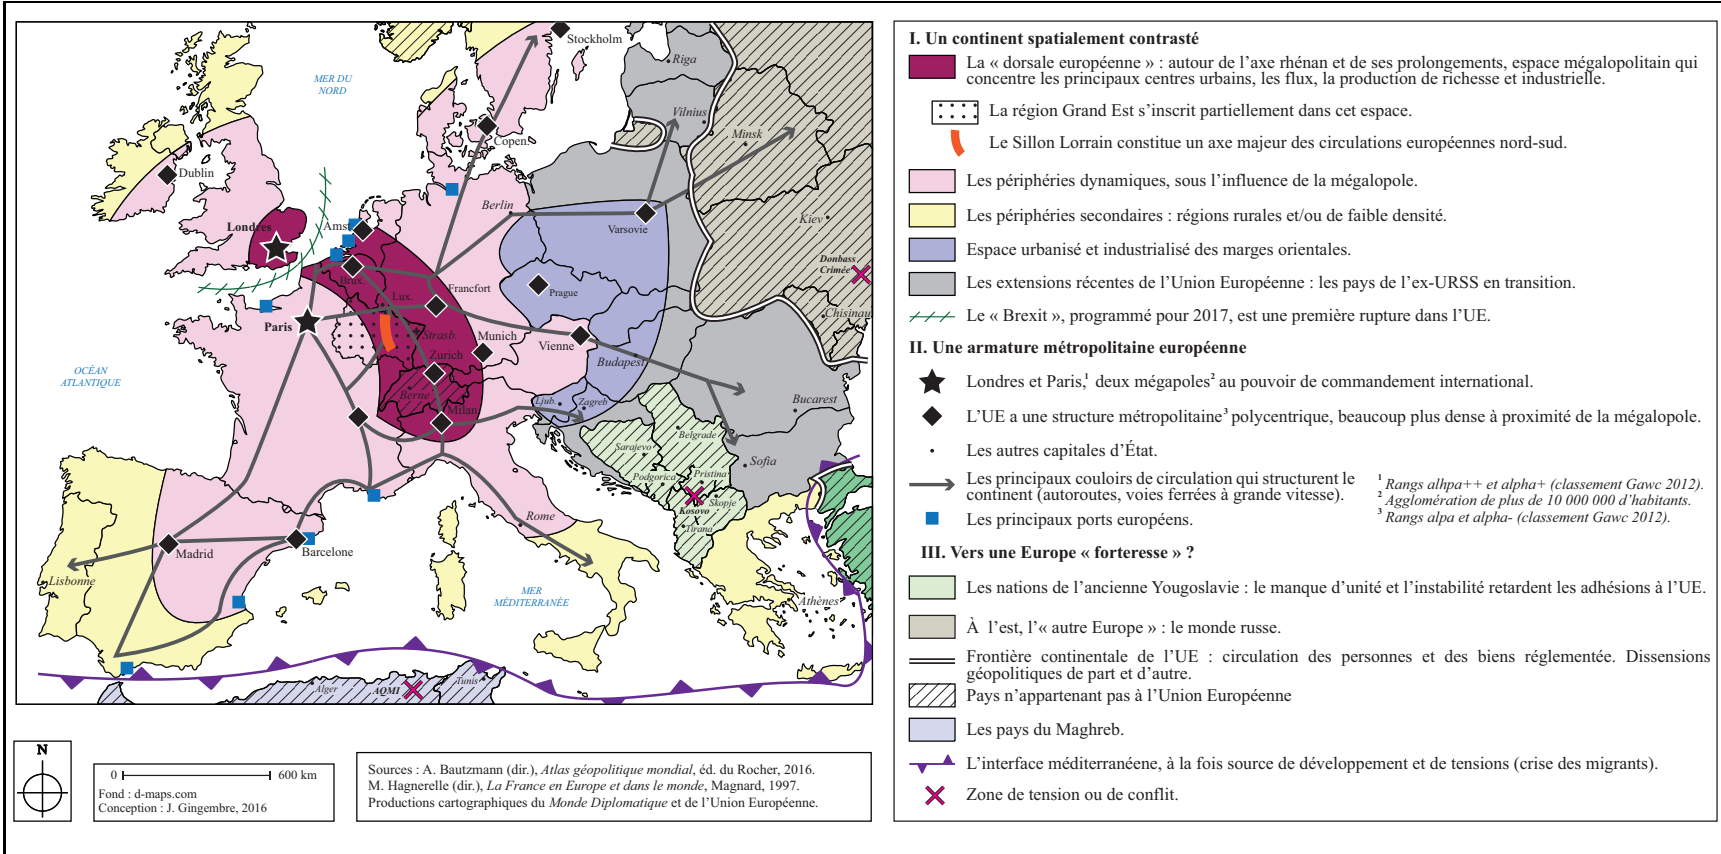 Stockholm
Riga
MER DU
NORD
Vilnius
Minsk
Copen.
Dublin
Berlin
Varsovie
Kiev
Londres
Amst.
Donbass
Crimée
Brux.
Francfort
Prague
Lux.
Chisinau
Paris
Strasb.
Munich
Vienne
Zurich
Budapest
OCÉAN
ATLANTIQUE
Berne
Ljub.
Zagreb
Bucarest
Milan
Belgrade
Sarajevo
Sofia
Pristina
Podgorica
Skopje
Kosovo
Rome
Tirana
Madrid
Barcelone
Lisbonne
MER
MÉDITERRANÉE
Athènes
Alger
AQMI
Tunis
N
0
600 km
Fond : d-maps.com
Conception : J. Gingembre, 2016
Sources : A. Bautzmann (dir.), Atlas géopolitique mondial, éd. du Rocher, 2016.
M. Hagnerelle (dir.), La France en Europe et dans le monde, Magnard, 1997.
Productions cartographiques du Monde Diplomatique et de l'Union Européenne.
I. Un continent spatialement contrasté
La « dorsale européenne » : autour de l'axe rhénan et de ses prolongements, espace mégalopolitain qui
concentre les principaux centres urbains, les flux, la production de richesse et industrielle.
La région Grand Est s'inscrit partiellement dans cet espace.
Le Sillon Lorrain constitue un axe majeur des circulations européennes nord-sud.
Les périphéries dynamiques, sous l'influence de la mégalopole.
Les périphéries secondaires : régions rurales et/ou de faible densité.
Espace urbanisé et industrialisé des marges orientales.
Les extensions récentes de l'Union Européenne : les pays de l'ex-URSS en transition.
Le « Brexit », programmé pour 2017, est une première rupture dans l'UE.
II. Une armature métropolitaine européenne
Londres et Paris,¹ deux mégapoles² au pouvoir de commandement international.
L'UE a une structure métropolitaine³ polycentrique, beaucoup plus dense à proximité de la mégalopole.
Les autres capitales d'État.
Les principaux couloirs de circulation qui structurent le
continent (autoroutes, voies ferrées à grande vitesse).
Les principaux ports européens.
¹ Rangs alhpa++ et alpha+ (classement Gawc 2012).
² Agglomération de plus de 10 000 000 d'habitants.
³ Rangs alpa et alpha- (classement Gawc 2012).
III. Vers une Europe « forteresse » ?
Les nations de l'ancienne Yougoslavie : le manque d'unité et l'instabilité retardent les adhésions à l'UE.
À l'est, l'« autre Europe » : le monde russe.
Frontière continentale de l'UE : circulation des personnes et des biens réglementée. Dissensions
géopolitiques de part et d'autre.
Pays n'appartenant pas à l'Union Européenne
Les pays du Maghreb.
L'interface méditerranéene, à la fois source de développement et de tensions (crise des migrants).
Zone de tension ou de conflit.